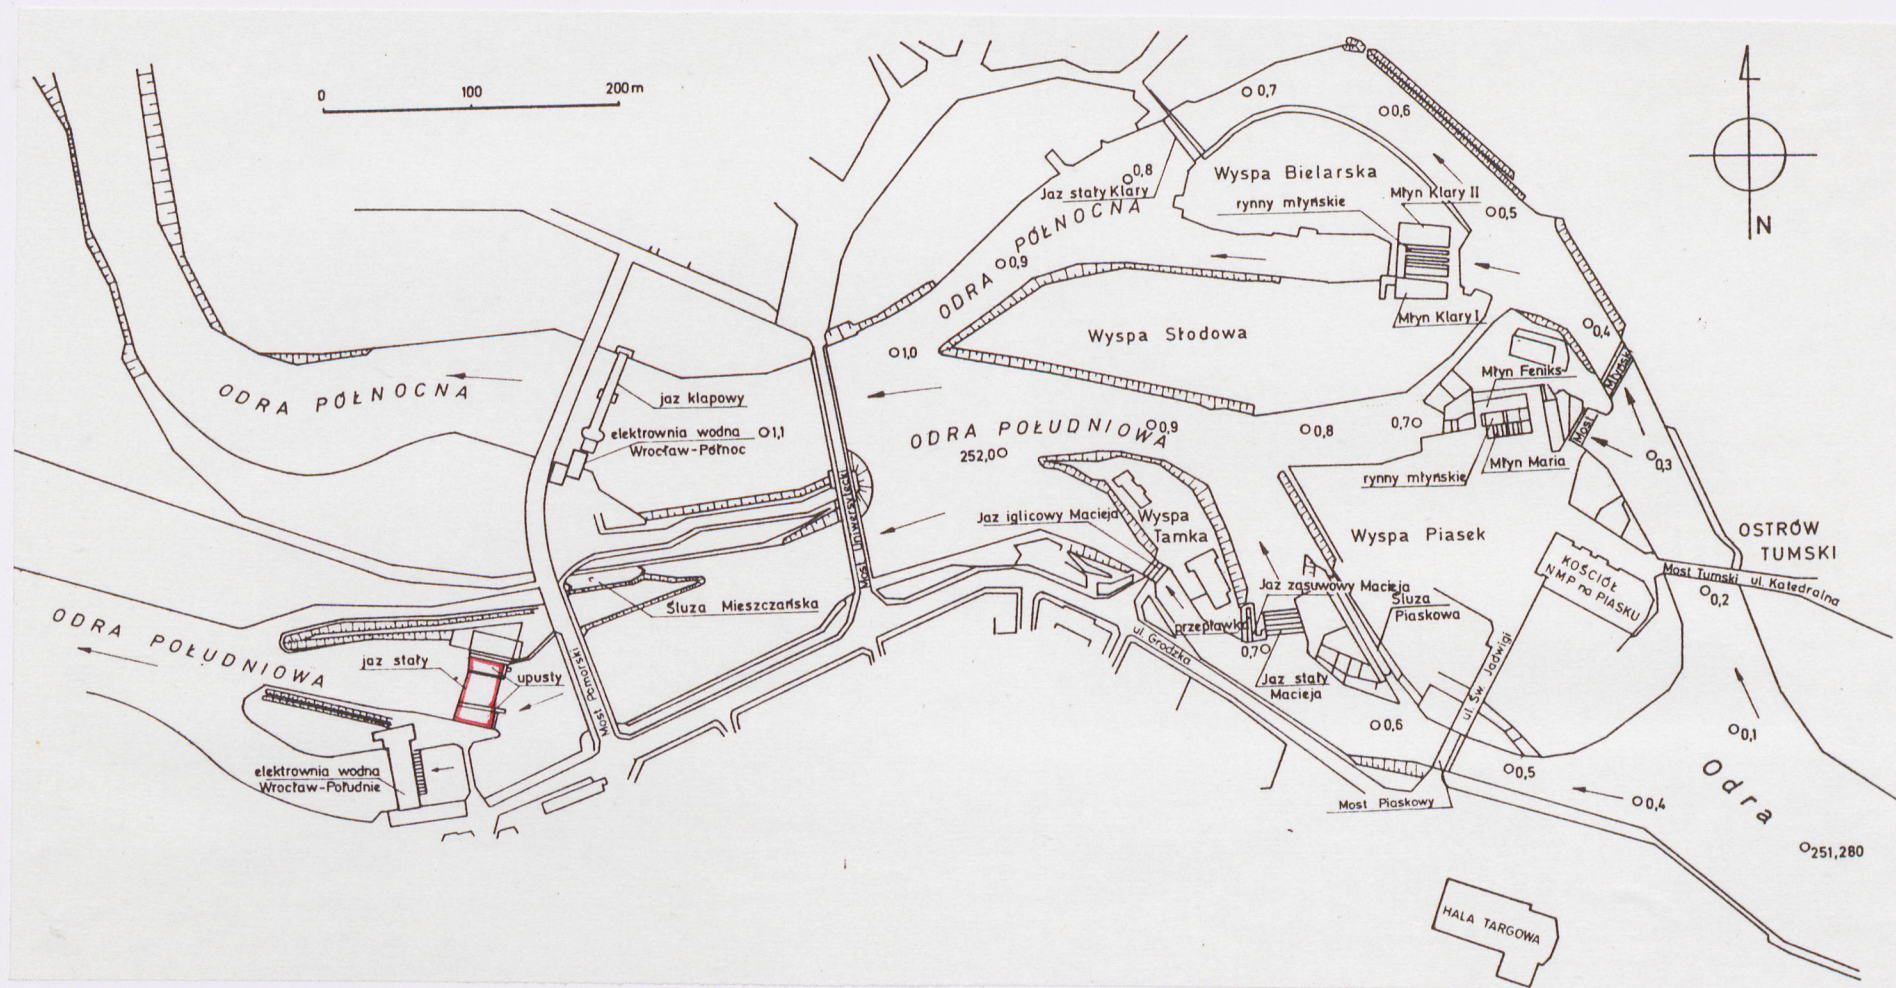 0 100 200 m
N
0,7
0,6
0,8
Jaz stały Klary
Wyspa Bielarska
rynny młyńskie
Młyn Klary II
0,5
ODRA PÓŁNOCNA
0,9
Młyn Klary I
0,4
Wyspa Słodowa
1,0
Młyn Feniks
Most Młyński
ODRA PÓŁNOCNA
jaz klapowy
elektrownia wodna
Wrocław-Północ
1,1
ODRA POŁUDNIOWA
0,9
252,0
0,8
0,7
0,3
Młyn Maria
rynny młyńskie
Most Uniwersytecki
Jaz iglicowy Macieja
Wyspa
Tamka
Wyspa Piasek
OSTRÓW
TUMSKI
KOŚCIÓŁ
NMP na PIASKU
Most Tumski ul. Katedralna
0,2
Jaz zasuwowy Macieja
Śluza
Piaskowa
przepławka
0,7
ul. Grodzka
Jaz stały
Macieja
ul. Św. Jadwigi
Śluza Mieszczańska
ODRA POŁUDNIOWA
jaz stały
upusty
Most Pomorski
0,6
0,1
0,5
0,4
Odra
elektrownia wodna
Wrocław-Południe
Most Piaskowy
251,280
HALA TARGOWA